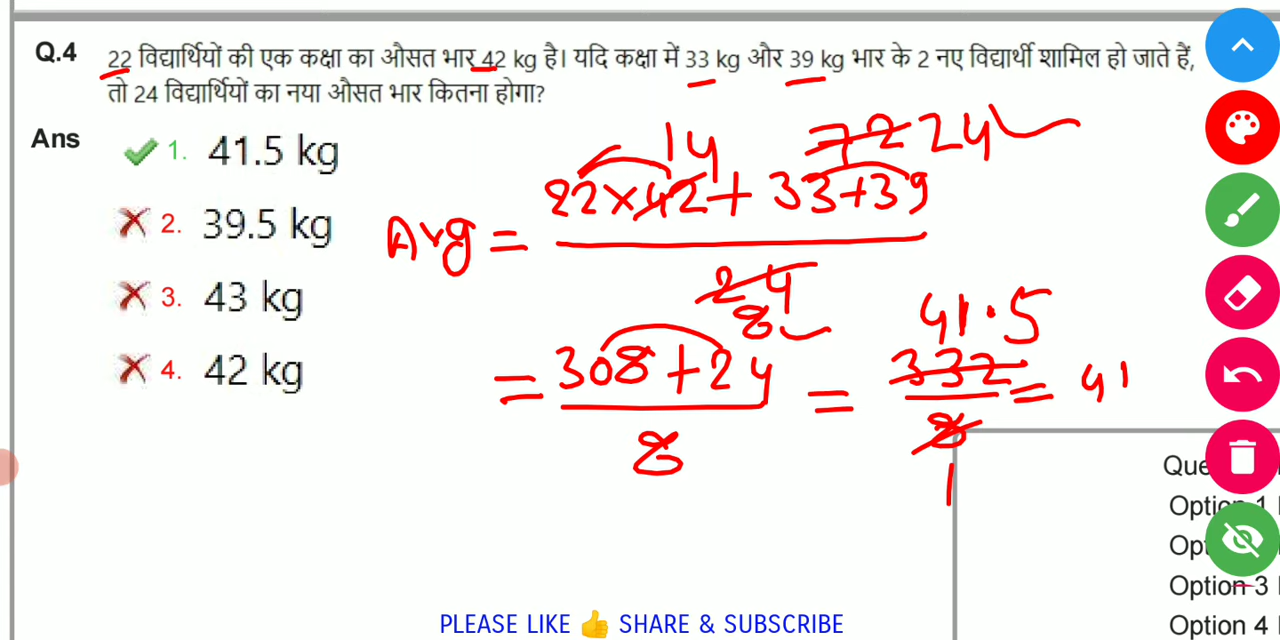 Q.4 22 विद्यार्थियों की एक कक्षा का औसत भार 42 kg है। यदि कक्षा में 33 kg और 39 kg भार के 2 नए विद्यार्थी शामिल हो जाते हैं,
तो 24 विद्यार्थियों का नया औसत भार कितना होगा?
Ans
1. 41.5 kg
2. 39.5 kg
3. 43 kg
4. 42 kg
14 72 24
Avg = 22×42 + 33+39
24
8
= 308+24
8
41.5
= 332 = 41
8
1
Que
Option 1
Opt
Option 3
Option 4
PLEASE LIKE 👍 SHARE & SUBSCRIBE